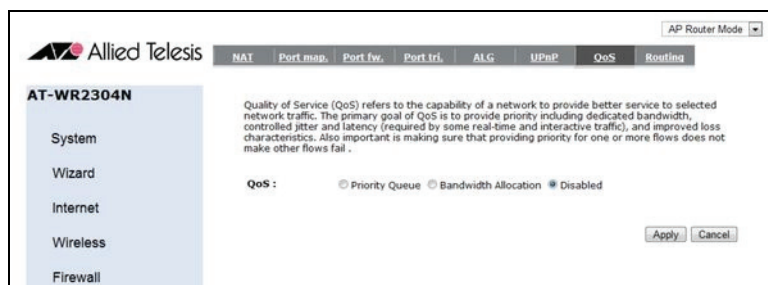 AP Router Mode
Allied Telesis
NAT Port map. Port fw. Port tri. ALG UPnP QoS Routing
AT-WR2304N
System
Wizard
Internet
Wireless
Firewall
Quality of Service (QoS) refers to the capability of a network to provide better service to selected
network traffic. The primary goal of QoS is to provide priority including dedicated bandwidth,
controlled jitter and latency (required by some real-time and interactive traffic), and improved loss
characteristics. Also important is making sure that providing priority for one or more flows does not
make other flows fail .
QoS : Priority Queue Bandwidth Allocation Disabled
Apply Cancel